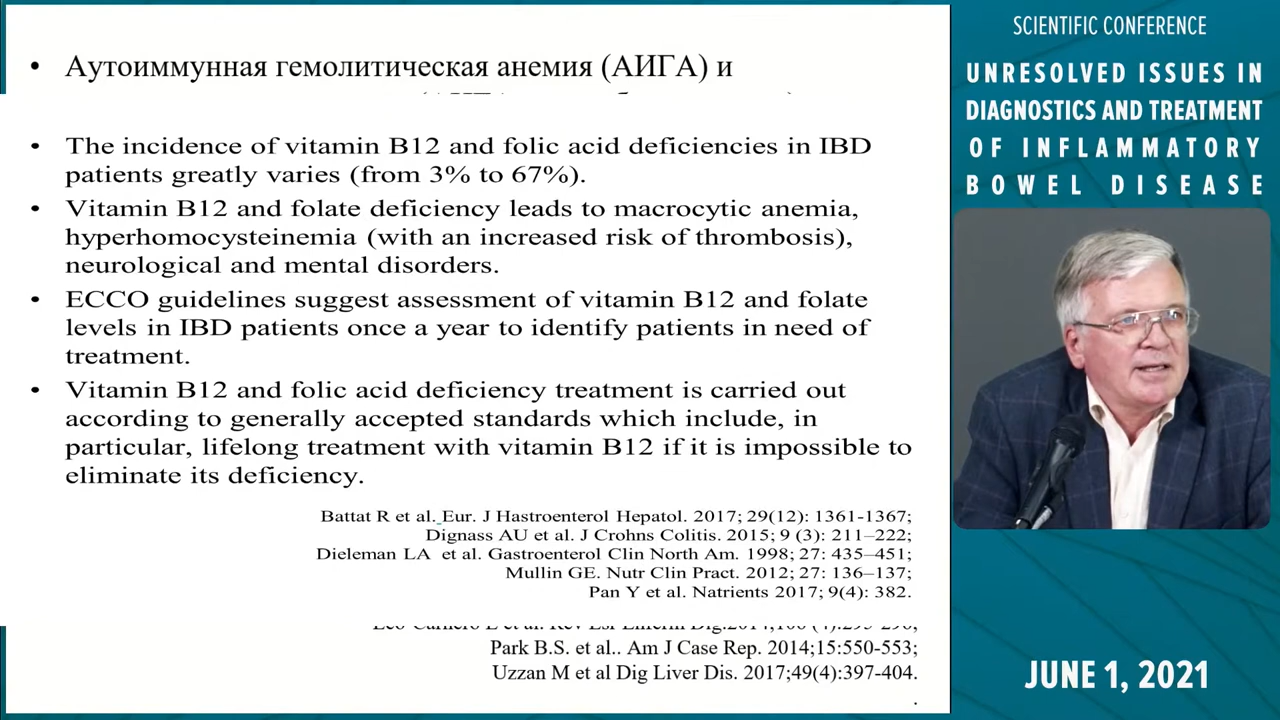 • Аутоиммунная гемолитическая анемия (АИГА) и
• The incidence of vitamin B12 and folic acid deficiencies in IBD
patients greatly varies (from 3% to 67%).
• Vitamin B12 and folate deficiency leads to macrocytic anemia,
hyperhomocysteinemia (with an increased risk of thrombosis),
neurological and mental disorders.
• ECCO guidelines suggest assessment of vitamin B12 and folate
levels in IBD patients once a year to identify patients in need of
treatment.
• Vitamin B12 and folic acid deficiency treatment is carried out
according to generally accepted standards which include, in
particular, lifelong treatment with vitamin B12 if it is impossible to
eliminate its deficiency.
Battat R et al. Eur. J Hastroenterol Hepatol. 2017; 29(12): 1361-1367;
Dignass AU et al. J Crohns Colitis. 2015; 9 (3): 211–222;
Dieleman LA et al. Gastroenterol Clin North Am. 1998; 27: 435–451;
Mullin GE. Nutr Clin Pract. 2012; 27: 136–137;
Pan Y et al. Natrients 2017; 9(4): 382.
Park B.S. et al.. Am J Case Rep. 2014;15:550-553;
Uzzan M et al Dig Liver Dis. 2017;49(4):397-404.
.
SCIENTIFIC CONFERENCE
UNRESOLVED ISSUES IN
DIAGNOSTICS AND TREATMENT
OF INFLAMMATORY
BOWEL DISEASE
JUNE 1, 2021